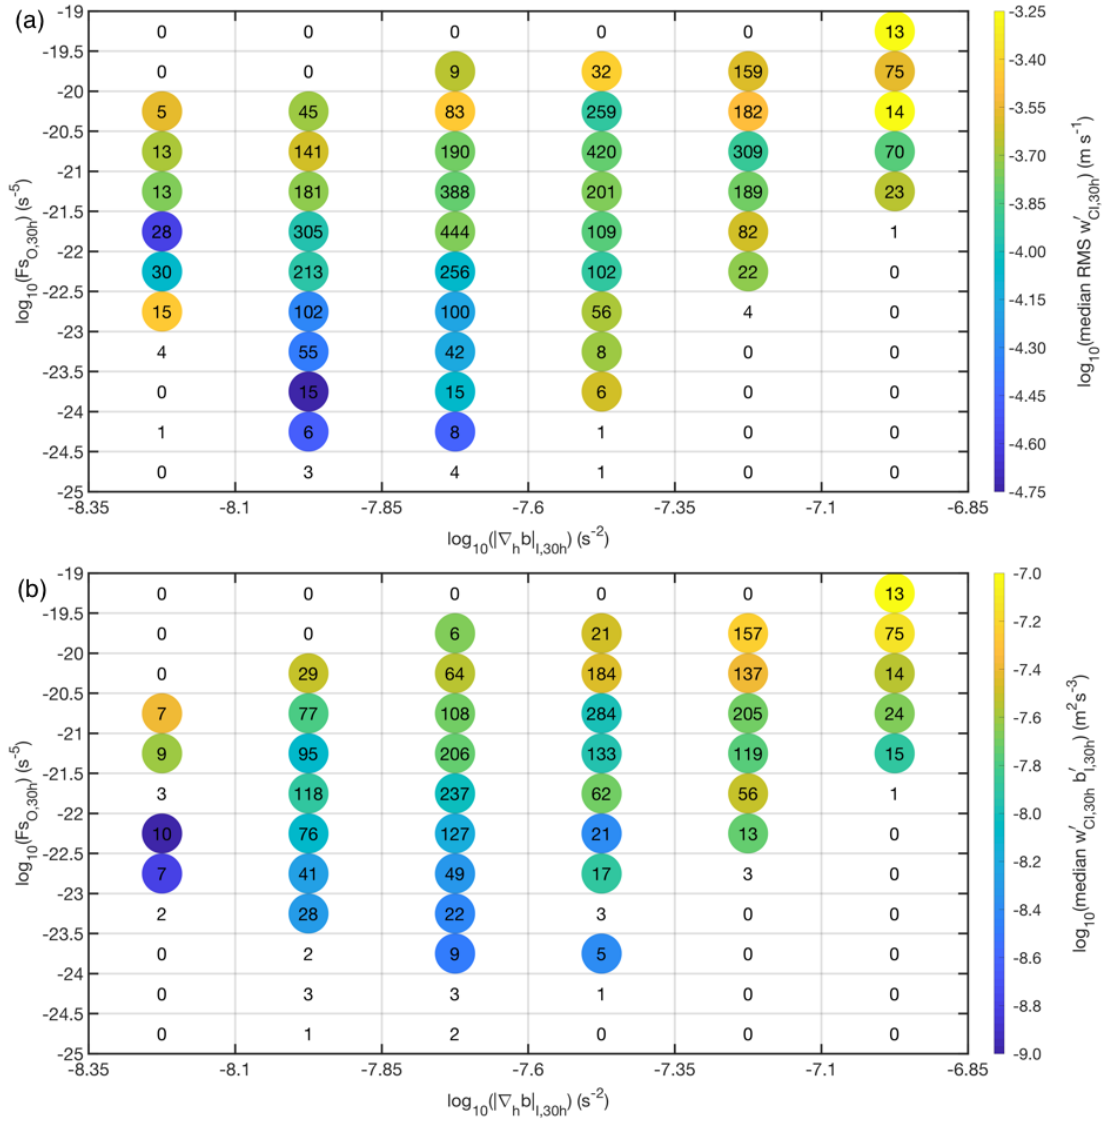 (a)
-19
0 0 0 0 0 13
-3.25
-19.5
0 0 9 32 159 75
-3.40
-20
5 45 83 259 182 14
-3.55
-20.5
13 141 190 420 309 70
-3.70
-21
13 181 388 201 189 23
-3.85
-21.5
28 305 444 109 82 1
-4.00
-22
30 213 256 102 22 0
-4.15
-22.5
15 102 100 56 4 0
-4.30
-23
4 55 42 8 0 0
-4.45
-23.5
0 15 15 6 0 0
-24
1 6 8 1 0 0
-4.60
-24.5
0 3 4 1 0 0
-25
-4.75
-8.35 -8.1 -7.85 -7.6 -7.35 -7.1 -6.85
log10(|∇hb|I,30h) (s-2)
log10(FsO,30h) (s-5)
log10(median RMS w′CI,30h) (m s-1)
(b)
-19
0 0 0 0 0 13
-7.0
-19.5
0 0 6 21 157 75
-7.2
-20
0 29 64 184 137 14
-7.4
-20.5
7 77 108 284 205 24
-7.6
-21
9 95 206 133 119 15
-7.8
-21.5
3 118 237 62 56 1
-22
-8.0
10 76 127 21 13 0
-22.5
-8.2
7 41 49 17 3 0
-23
-8.4
2 28 22 3 0 0
-23.5
-8.6
0 2 9 5 0 0
-24
-8.8
0 3 3 1 0 0
-24.5
0 1 2 0 0 0
-25
-9.0
-8.35 -8.1 -7.85 -7.6 -7.35 -7.1 -6.85
log10(|∇hb|I,30h) (s-2)
log10(FsO,30h) (s-5)
log10(median w′CI,30h b′I,30h) (m2s-3)